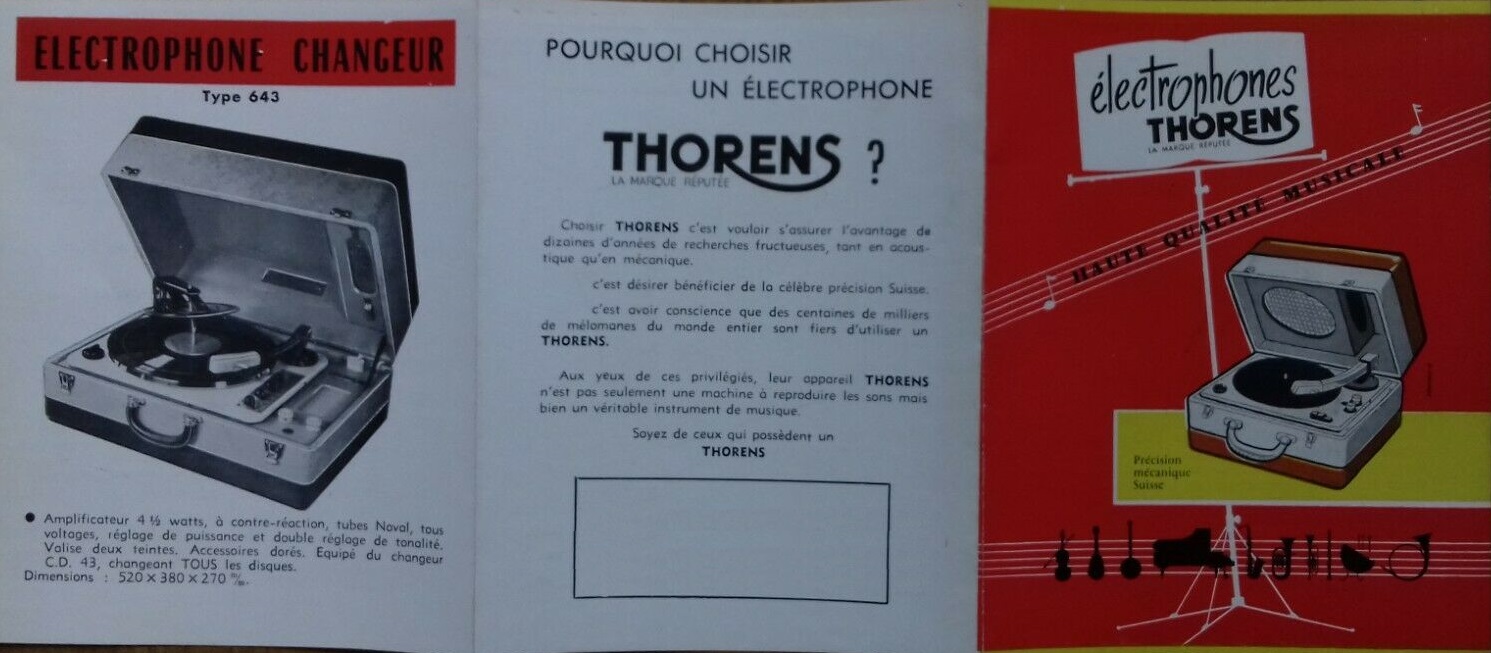 ELECTROPHONE CHANGEUR
Type 643
● Amplificateur 4 ½ watts, à contre-réaction, tubes Noval, tous
voltages, réglage de puissance et double réglage de tonalité.
Valise deux teintes. Accessoires dorés. Equipé du changeur
C.D. 43, changeant TOUS les disques.
Dimensions : 520 × 380 × 270 m/m.
POURQUOI CHOISIR
UN ÉLECTROPHONE
THORENS ?
LA MARQUE RÉPUTÉE
Choisir THORENS c'est vouloir s'assurer l'avantage de
dizaines d'années de recherches fructueuses, tant en acous-
tique qu'en mécanique.
c'est désirer bénéficier de la célèbre précision Suisse.
c'est avoir conscience que des centaines de milliers
de mélomanes du monde entier sont fiers d'utiliser un
THORENS.
Aux yeux de ces privilégiés, leur appareil THORENS
n'est pas seulement une machine à reproduire les sons mais
bien un véritable instrument de musique.
Soyez de ceux qui possèdent un
THORENS
électrophones
THORENS
LA MARQUE RÉPUTÉE
HAUTE QUALITÉ MUSICALE
Précision
mécanique
Suisse